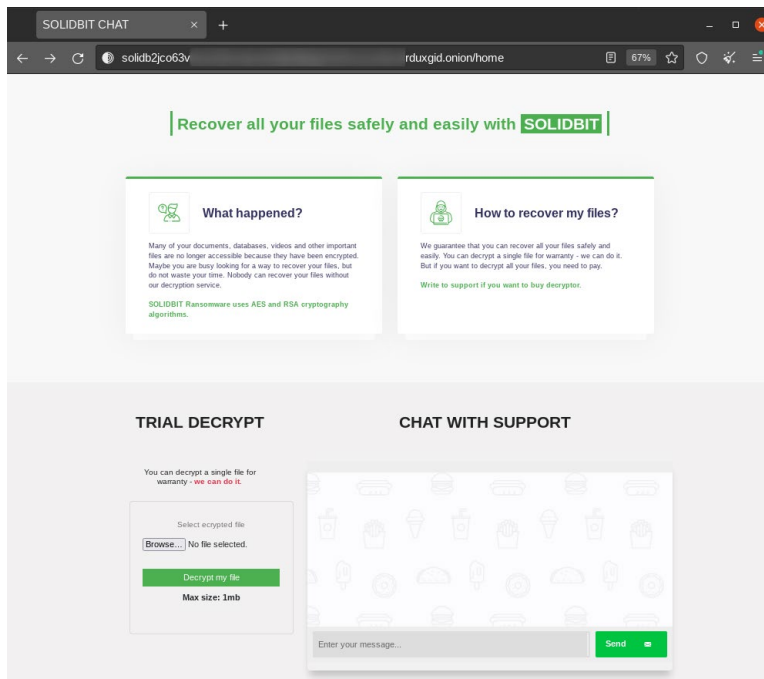 SOLIDBIT CHAT
solidb2jco63v
rduxgid.onion/home
67%
Recover all your files safely and easily with SOLIDBIT
What happened?
Many of your documents, databases, videos and other important
files are no longer accessible because they have been encrypted.
Maybe you are busy looking for a way to recover your files, but
do not waste your time. Nobody can recover your files without
our decryption service.
SOLIDBIT Ransomware uses AES and RSA cryptography
algorithms.
How to recover my files?
We guarantee that you can recover all your files safely and
easily. You can decrypt a single file for warranty - we can do it.
But if you want to decrypt all your files, you need to pay.
Write to support if you want to buy decryptor.
TRIAL DECRYPT
You can decrypt a single file for
warranty - we can do it.
Select ecrypted file
Browse... No file selected.
Decrypt my file
Max size: 1mb
CHAT WITH SUPPORT
Enter your message...
Send